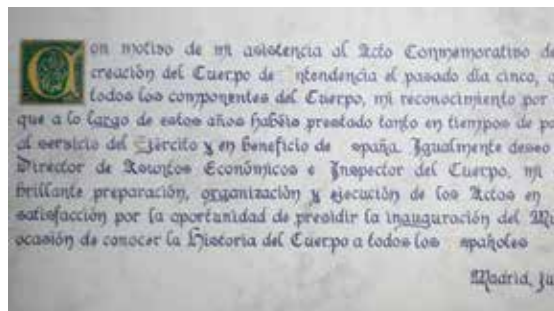 Con motivo de mi asistencia al Acto Conmemorativo de
creación del Cuerpo de ntendencia el pasado día cinco,
todos los componentes del Cuerpo, mi reconocimiento por
que a lo largo de estos años habéis prestado tanto en tiempos de pa
al servicio del Ejército y en beneficio de spaña. Igualmente deseo
Director de Asuntos Económicos e Inspector del Cuerpo, mi
brillante preparación, organización y ejecución de los Actos en
satisfacción por la oportunidad de presidir la inauguración del Mu
ocasión de conocer la Historia del Cuerpo a todos los spañoles
Madrid, ju